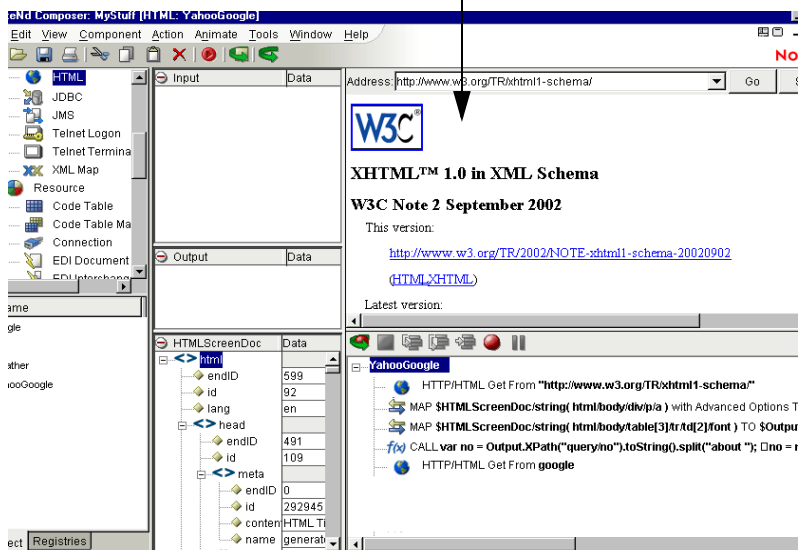 teNd Composer: MyStuff [HTML: YahooGoogle]
Edit View Component Action Animate Tools Window Help
No
HTML
JDBC
JMS
Telnet Logon
Telnet Termina
XML Map
Resource
Code Table
Code Table Ma
Connection
EDI Document
EDI Interchang
ame
gle
ather
ooGoogle
ect Registries
Input Data
Output Data
HTMLScreenDoc Data
html
endID 599
id 92
lang en
head
endID 491
id 109
meta
endID 0
id 292945
conten HTML Ti
name generat
Address: http://www.w3.org/TR/xhtml1-schema/ Go S
W3C®
XHTML™ 1.0 in XML Schema
W3C Note 2 September 2002
This version:
http://www.w3.org/TR/2002/NOTE-xhtml1-schema-20020902
(HTML,XHTML)
Latest version:
YahooGoogle
HTTP/HTML Get From "http://www.w3.org/TR/xhtml1-schema/"
MAP $HTMLScreenDoc/string( html/body/div/p/a ) with Advanced Options T
MAP $HTMLScreenDoc/string( html/body/table[3]/tr/td[2]/font ) TO $Output
f(x) CALL var no = Output.XPath("query/no").toString().split("about "); □no = r
HTTP/HTML Get From google